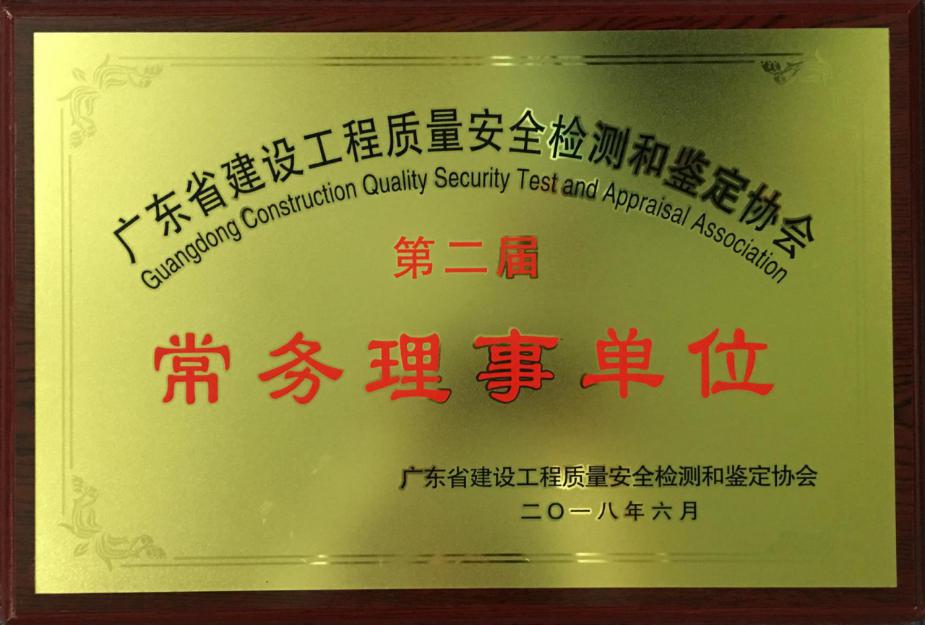 广东省建设工程质量安全检测和鉴定协会
Guangdong Construction Quality Security Test and Appraisal Association
第二届
常务理事单位
广东省建设工程质量安全检测和鉴定协会
二〇一八年六月